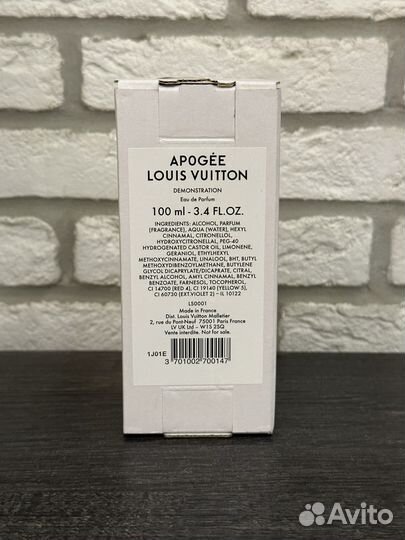 APOGÉE
LOUIS VUITTON
DEMONSTRATION
Eau de Parfum
100 ml - 3.4 FL.OZ.
INGREDIENTS: ALCOHOL, PARFUM
(FRAGRANCE), AQUA (WATER), HEXYL
CINNAMAL, CITRONELLOL,
HYDROXYCITRONELLAL, PEG-40
HYDROGENATED CASTOR OIL, LIMONENE,
GERANIOL, ETHYLHEXYL
METHOXYCINNAMATE, LINALOOL, BHT, BUTYL
METHOXYDIBENZOYLMETHANE, BUTYLENE
GLYCOL DICAPRYLATE/DICAPRATE, CITRAL,
BENZYL ALCOHOL, AMYL CINNAMAL, BENZYL
BENZOATE, FARNESOL, TOCOPHEROL,
CI 14700 (RED 4), CI 19140 (YELLOW 5),
CI 60730 (EXT.VIOLET 2) - IL 10122
LS0001
Made in France
Dist. Louis Vuitton Malletier
2, rue du Pont-Neuf 75001 Paris France
LV UK Ltd – W1S 2SQ
Vente interdite. Not for sale.
1J01E
3 701002 700147
Avito